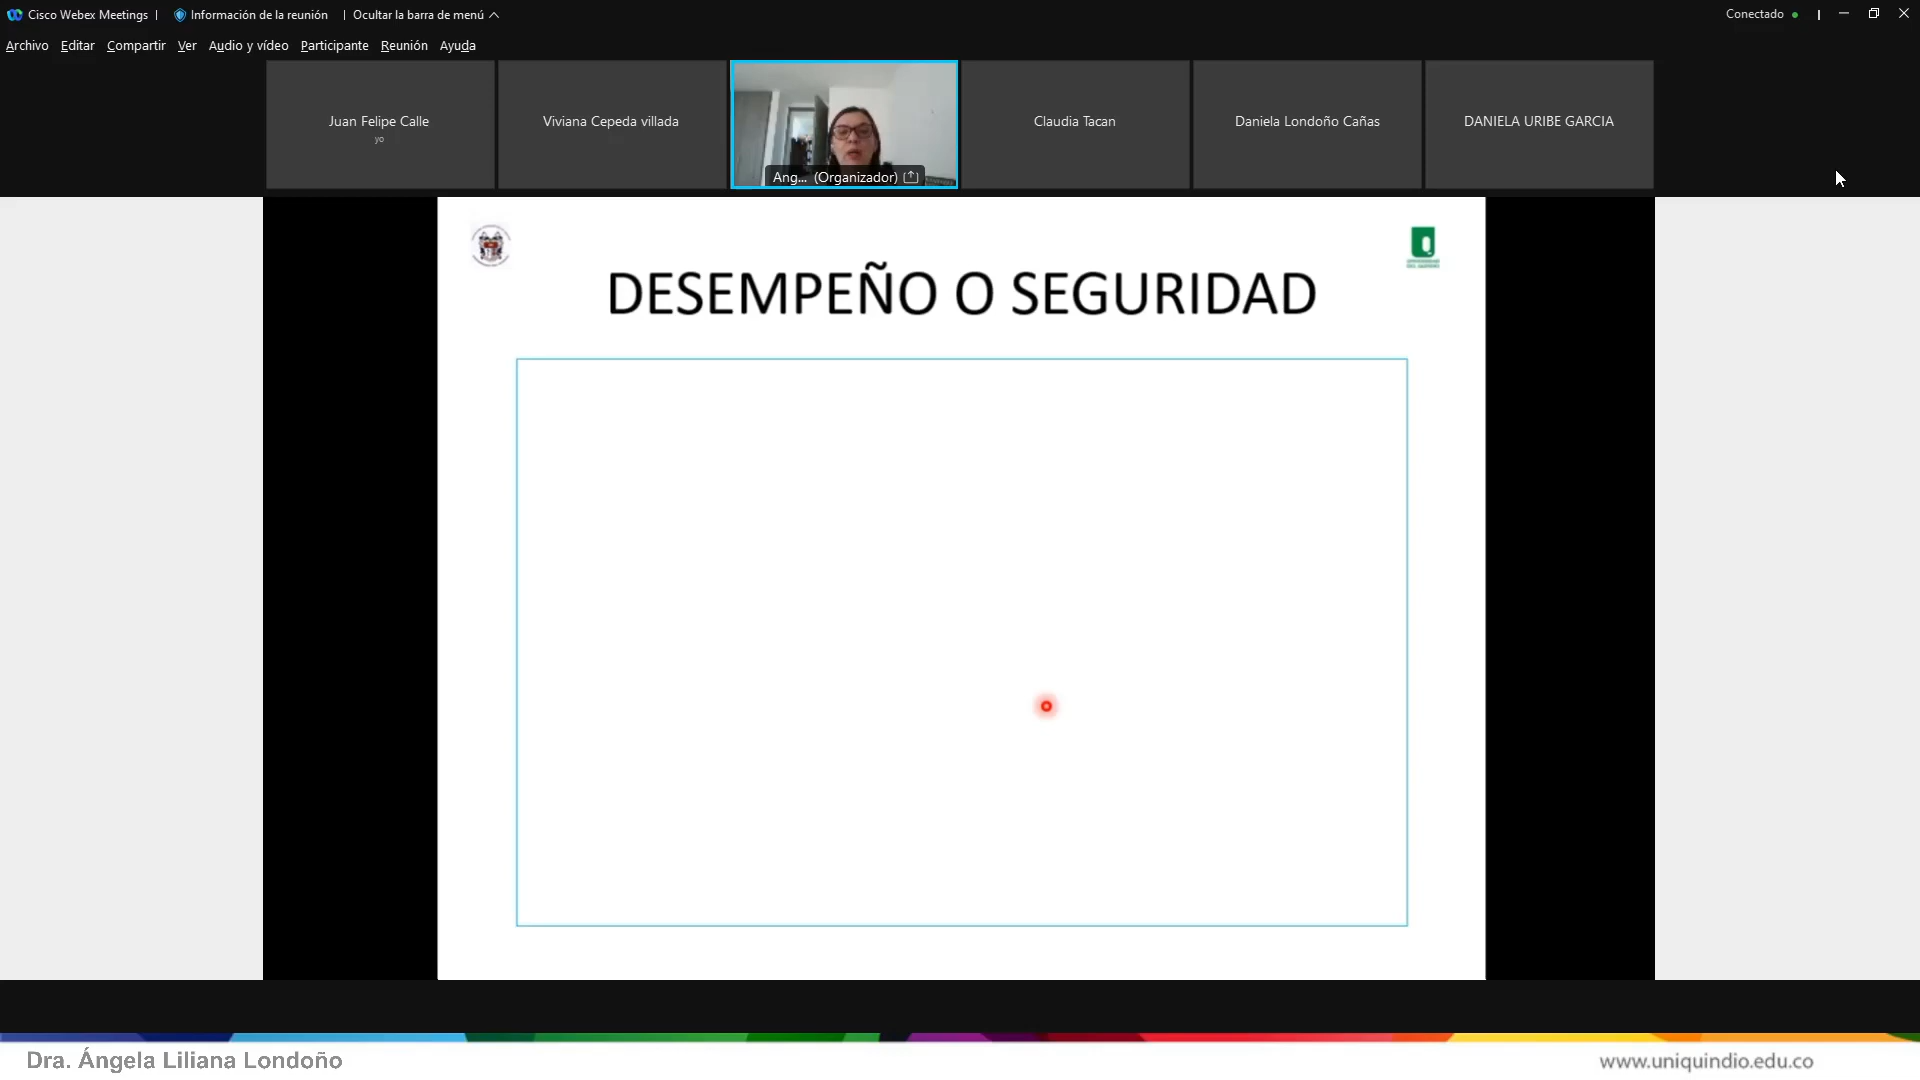 Cisco Webex Meetings | Información de la reunión | Ocultar la barra de menú
Conectado
Archivo Editar Compartir Ver Audio y vídeo Participante Reunión Ayuda
Juan Felipe Calle
yo
Viviana Cepeda villada
Ang... (Organizador)
Claudia Tacan
Daniela Londoño Cañas
DANIELA URIBE GARCIA
DESEMPEÑO O SEGURIDAD
Dra. Ángela Liliana Londoño
www.uniquindio.edu.co